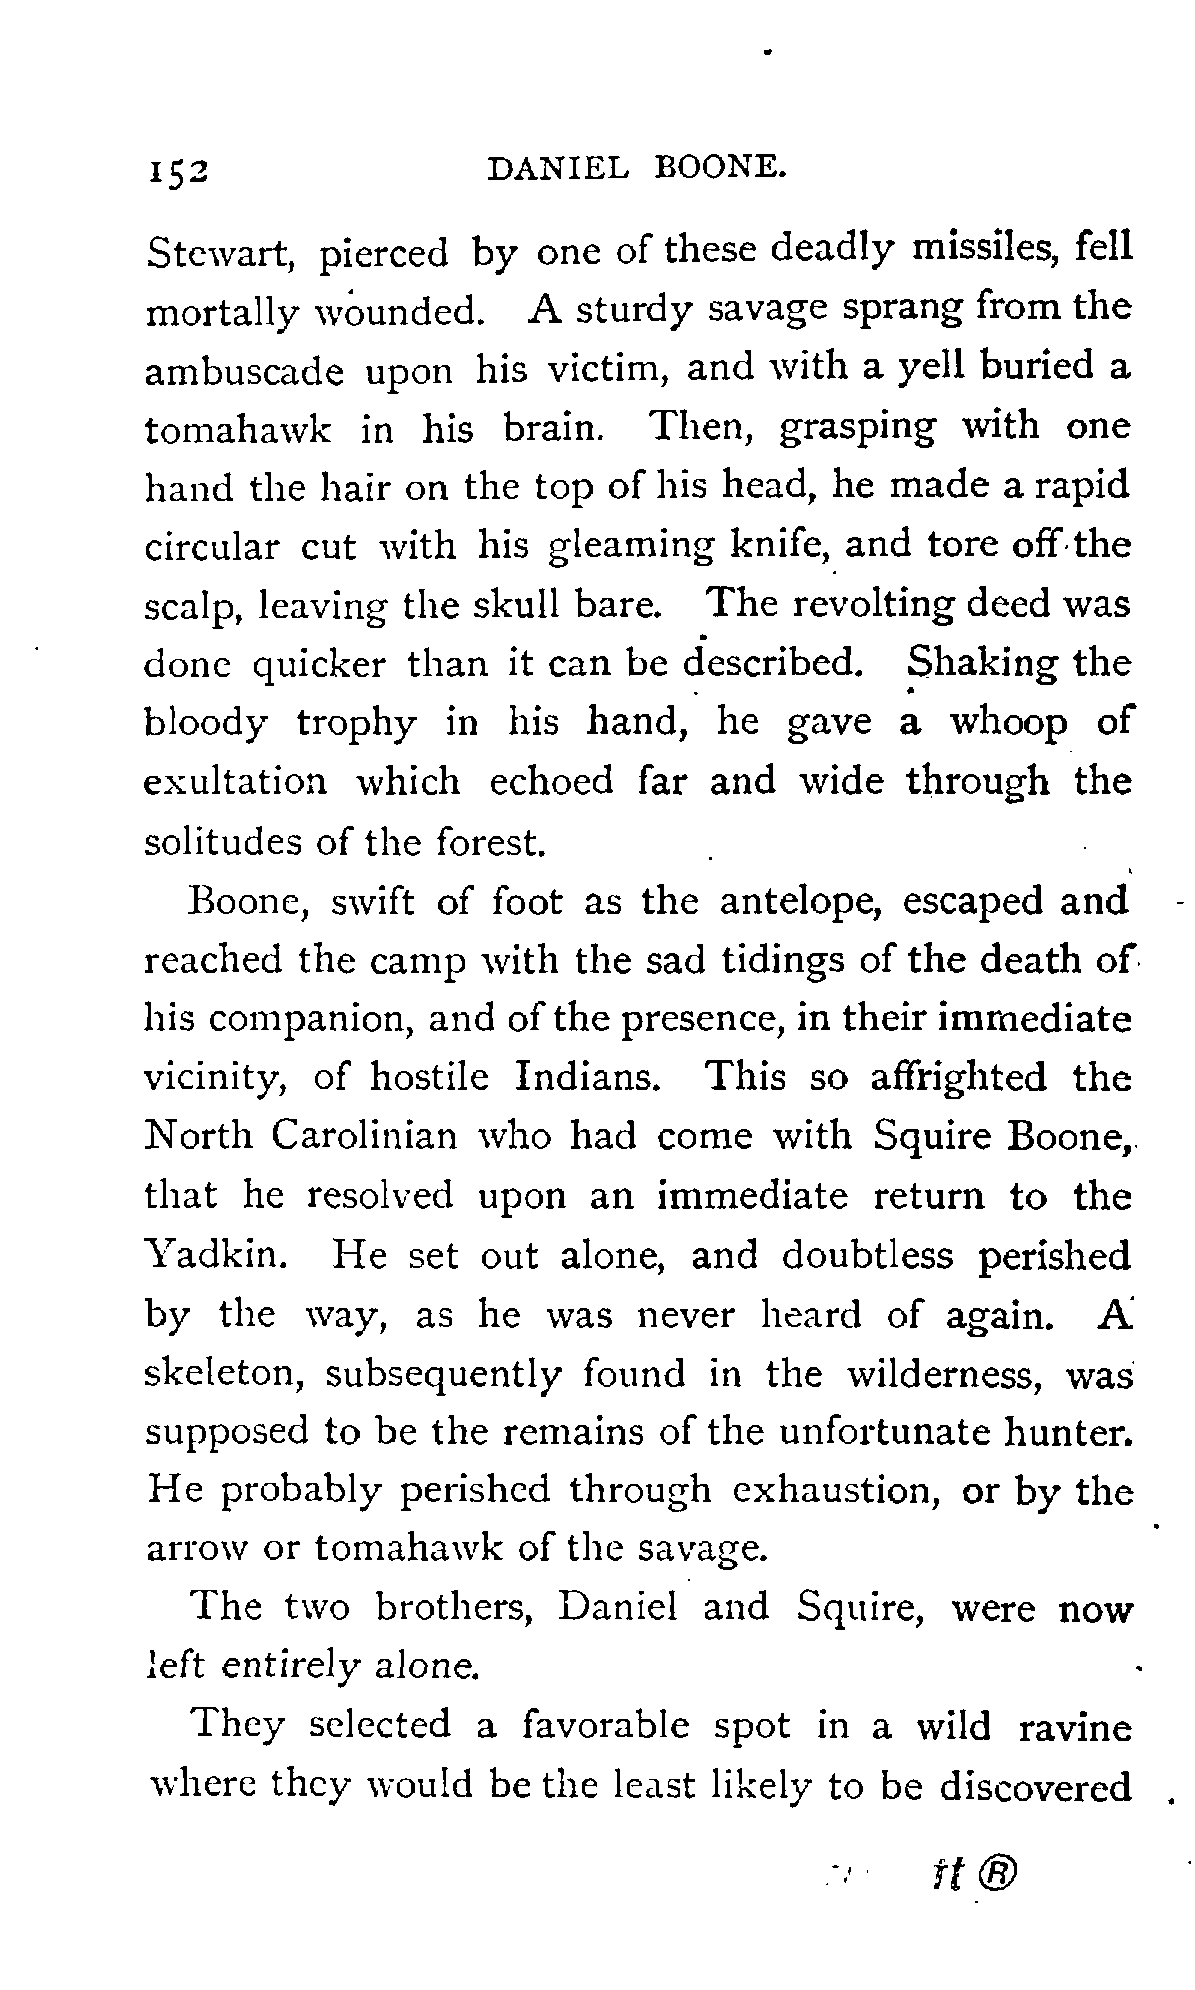 152 DANIEL BOONE.
Stewart, pierced by one of these deadly missiles, fell
mortally wounded. A sturdy savage sprang from the
ambuscade upon his victim, and with a yell buried a
tomahawk in his brain. Then, grasping with one
hand the hair on the top of his head, he made a rapid
circular cut with his gleaming knife, and tore off the
scalp, leaving the skull bare. The revolting deed was
done quicker than it can be described. Shaking the
bloody trophy in his hand, he gave a whoop of
exultation which echoed far and wide through the
solitudes of the forest.
Boone, swift of foot as the antelope, escaped and
reached the camp with the sad tidings of the death of
his companion, and of the presence, in their immediate
vicinity, of hostile Indians. This so affrighted the
North Carolinian who had come with Squire Boone,
that he resolved upon an immediate return to the
Yadkin. He set out alone, and doubtless perished
by the way, as he was never heard of again. A
skeleton, subsequently found in the wilderness, was
supposed to be the remains of the unfortunate hunter.
He probably perished through exhaustion, or by the
arrow or tomahawk of the savage.
The two brothers, Daniel and Squire, were now
left entirely alone.
They selected a favorable spot in a wild ravine
where they would be the least likely to be discovered